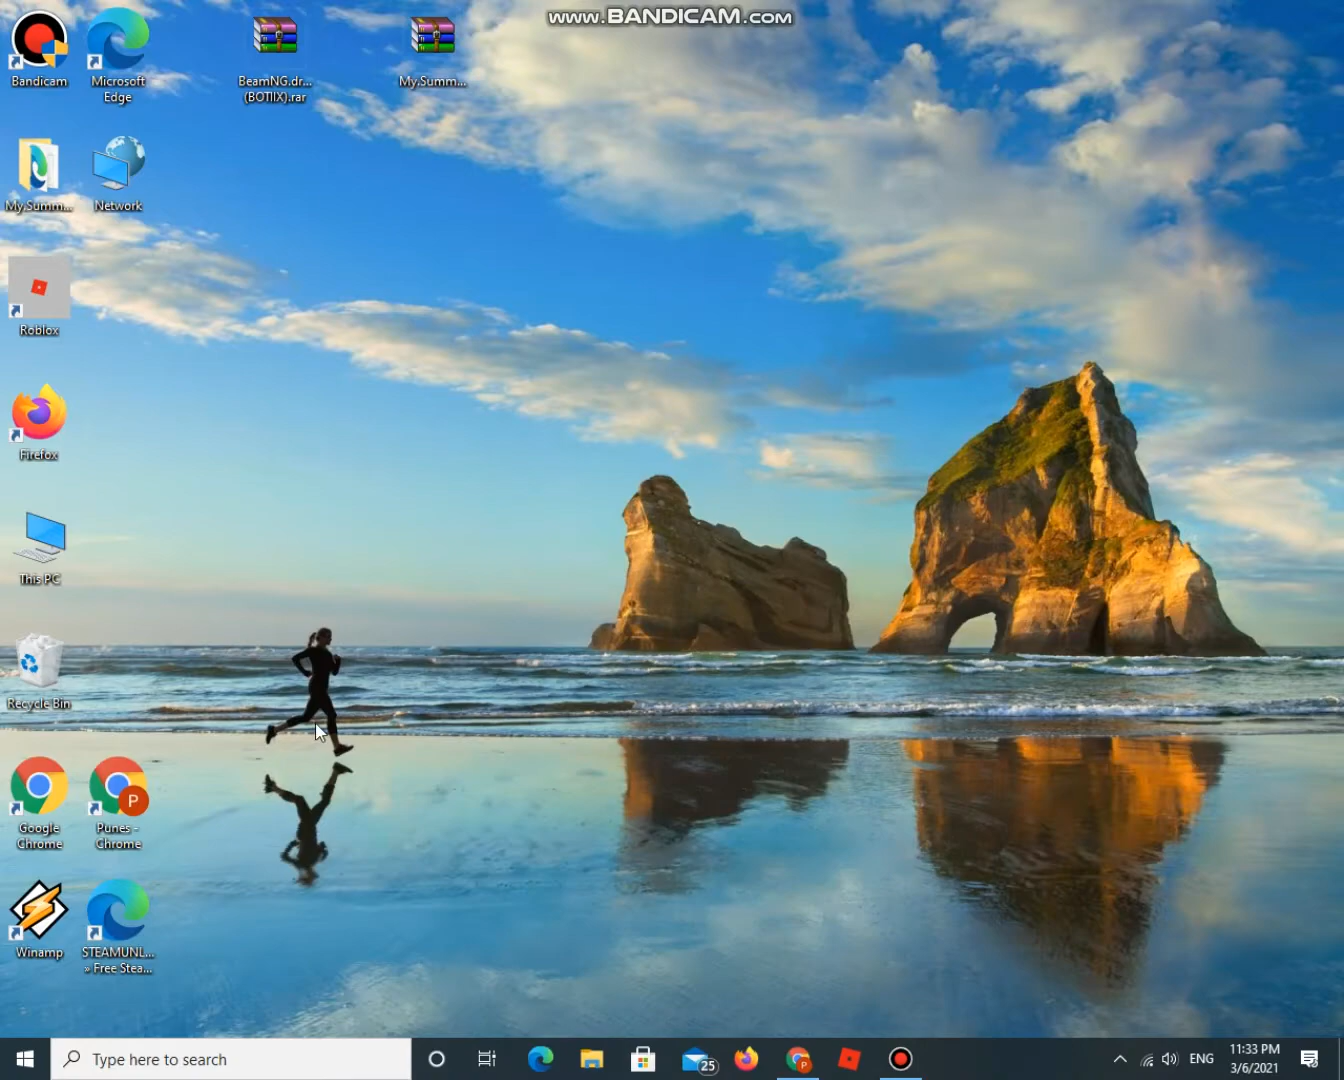 www.BANDICAM.com
Bandicam
Microsoft
Edge
BeamNG.dr...
(BOTIIX).rar
My.Summ...
My.Summ...
Network
Roblox
Firefox
This PC
Recycle Bin
Google
Chrome
P
Punes -
Chrome
Winamp
STEAMUNL...
» Free Stea...
Type here to search
25
P
ENG
11:33 PM
3/6/2021